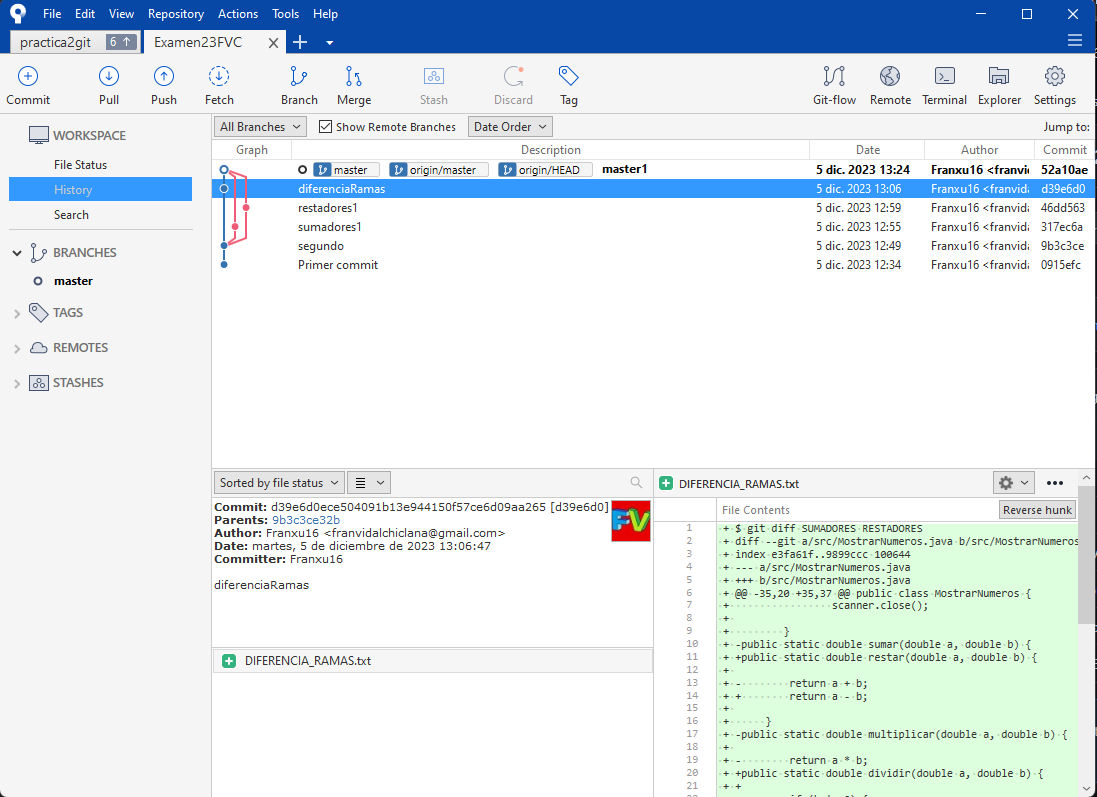 File Edit View Repository Actions Tools Help
practica2git 6 ↑ Examen23FVC
Commit Pull Push Fetch Branch Merge Stash Discard Tag Git-flow Remote Terminal Explorer Settings
WORKSPACE
File Status
History
Search
BRANCHES
master
TAGS
REMOTES
STASHES
All Branches Show Remote Branches Date Order Jump to:
Graph Description Date Author Commit
master origin/master origin/HEAD master1 5 dic. 2023 13:24 Franxu16 <franvi 52a10ae
diferenciaRamas 5 dic. 2023 13:06 Franxu16 <franvida d39e6d0
restadores1 5 dic. 2023 12:59 Franxu16 <franvida 46dd563
sumadores1 5 dic. 2023 12:55 Franxu16 <franvida 317ec6a
segundo 5 dic. 2023 12:49 Franxu16 <franvida 9b3c3ce
Primer commit 5 dic. 2023 12:34 Franxu16 <franvida 0915efc
Sorted by file status
Commit: d39e6d0ece504091b13e944150f57ce6d09aa265 [d39e6d0]
Parents: 9b3c3ce32b
Author: Franxu16 <franvidalchiclana@gmail.com>
Date: martes, 5 de diciembre de 2023 13:06:47
Committer: Franxu16
diferenciaRamas
FV
DIFERENCIA_RAMAS.txt
DIFERENCIA_RAMAS.txt
File Contents Reverse hunk
1 + $ git diff SUMADORES RESTADORES
2 + diff --git a/src/MostrarNumeros.java b/src/MostrarNumeros
3 + index e3fa61f..9899ccc 100644
4 + --- a/src/MostrarNumeros.java
5 + +++ b/src/MostrarNumeros.java
6 + @@ -35,20 +35,37 @@ public class MostrarNumeros {
7 + scanner.close();
8 +
9 + }
10 + -public static double sumar(double a, double b) {
11 + +public static double restar(double a, double b) {
12 +
13 + - return a + b;
14 + + return a - b;
15 +
16 + }
17 + -public static double multiplicar(double a, double b) {
18 +
19 + - return a * b;
20 + +public static double dividir(double a, double b) {
21 + +